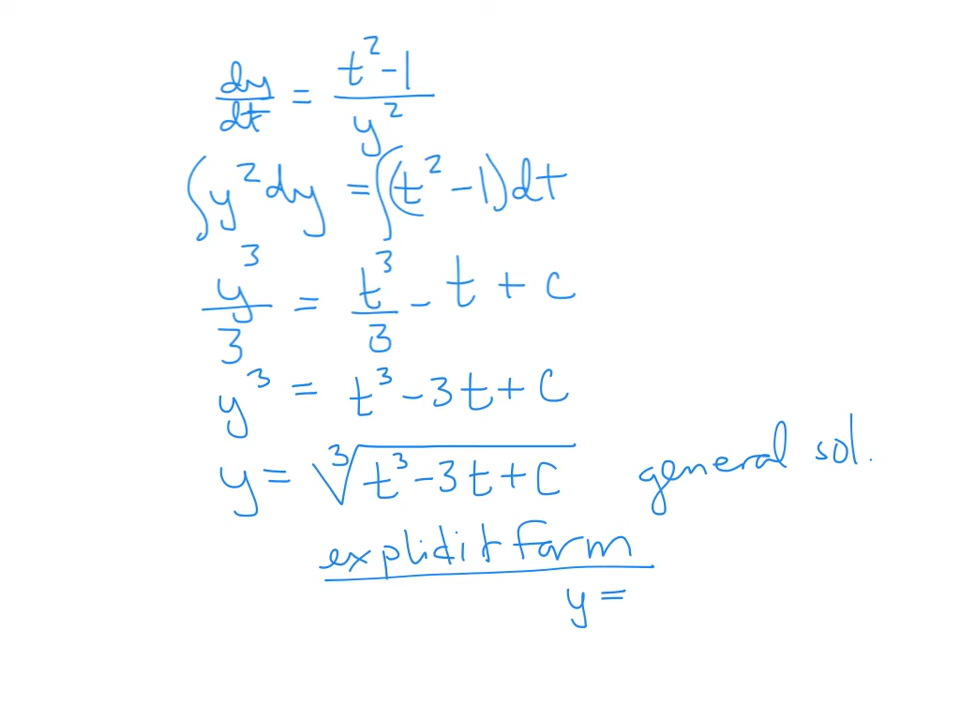 dy/dt = (t² - 1)/y²
∫y² dy = ∫(t² - 1)dt
y³/3 = t³/3 - t + c
y³ = t³ - 3t + C
y = ∛(t³ - 3t + C) general sol.
explidit form
y =